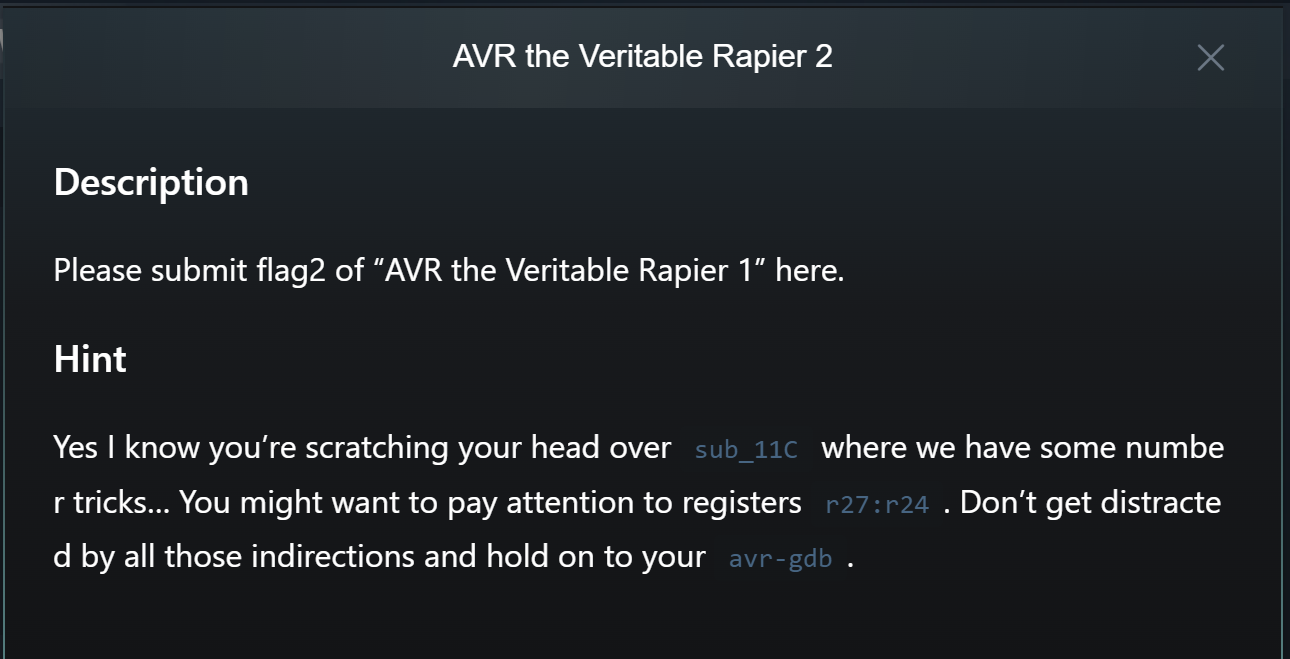 AVR the Veritable Rapier 2
Description
Please submit flag2 of “AVR the Veritable Rapier 1” here.
Hint
Yes I know you’re scratching your head over sub_11C where we have some numbe
r tricks... You might want to pay attention to registers r27:r24 . Don’t get distracte
d by all those indirections and hold on to your avr-gdb .